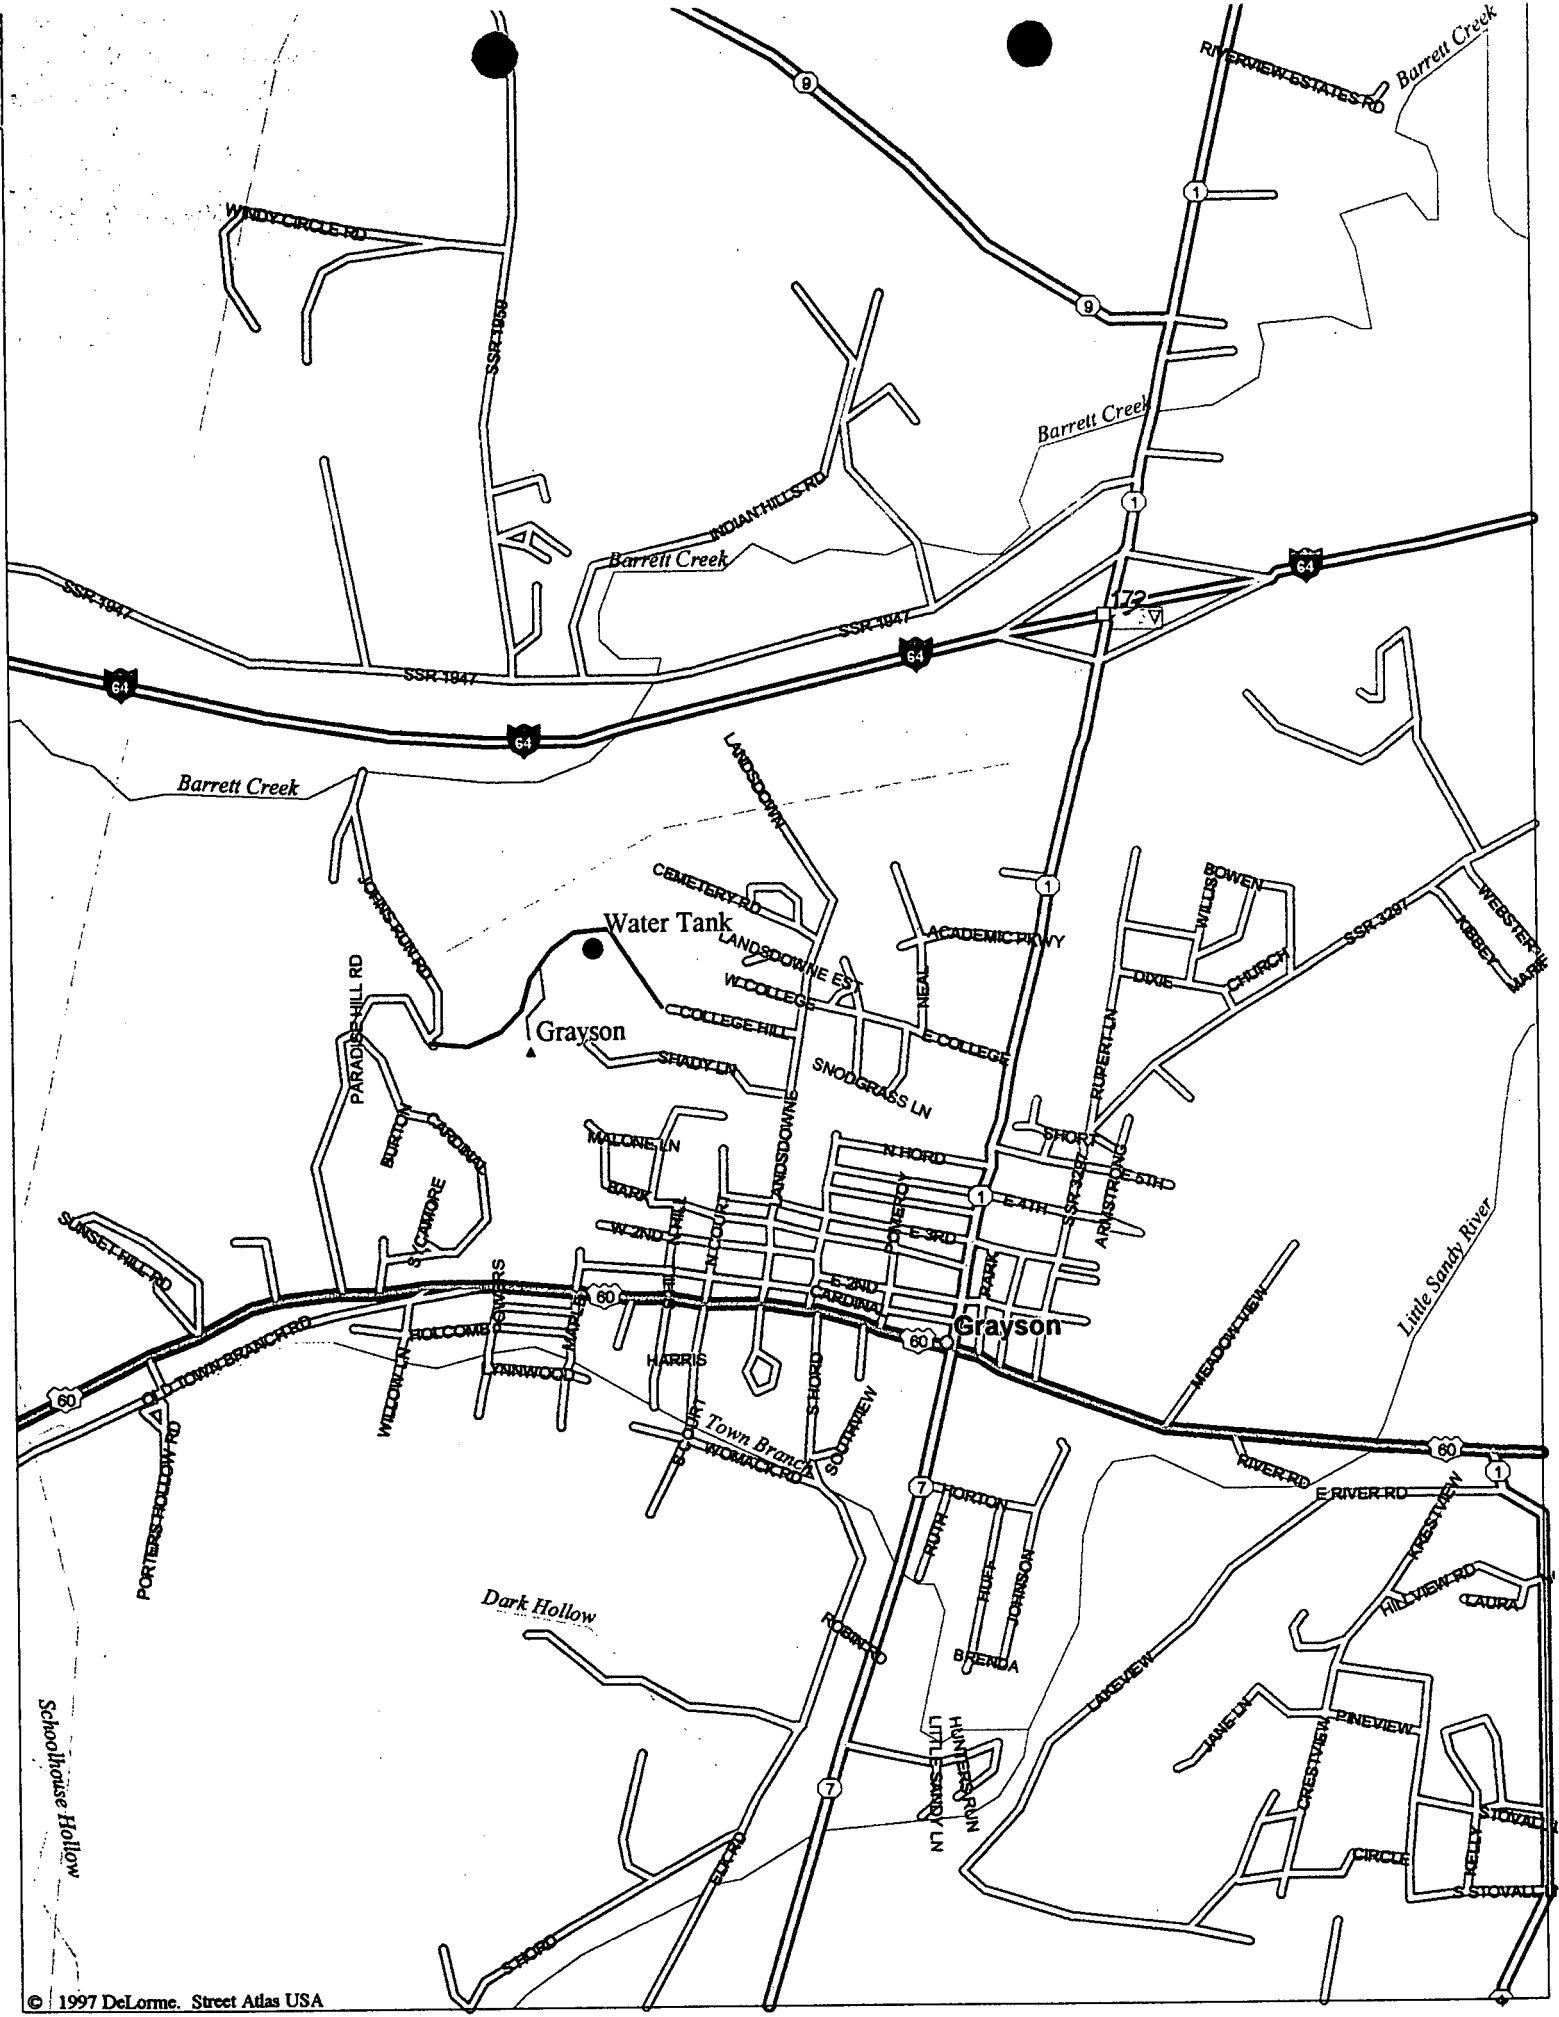 Barrett Creek
RIVERVIEW ESTATES RD
9
1
WINDY CIRCLE RD
SSR 1959
9
Barrett Creek
INDIAN HILLS RD
1
Barrett Creek
64
SSR 1947
172
SSR 1947
64
SSR 1947
64
64
Barrett Creek
LANDSDOWN
CEMETERY RD
BOWEN
WILLIS
1
JOHNS RUN RD
Water Tank
ACADEMIC PKWY
SSR 3297
WEBSTER
KIBBEY
LANDSDOWNE EST
W COLLEGE
NEAL
DIXIE
CHURCH
PARADISE HILL RD
Grayson
COLLEGE HILL
E COLLEGE
SHADY LN
SNODGRASS LN
RUPERT LN
BURTON
CARDINAL
MALONE LN
N HORD
SHORT
E 5TH
BARK
1
E 4TH
SSR 3297
ARMSTRONG
SYCAMORE
SUNSET HILL RD
W 2ND
N HILL
N COURT
POMEROY
E 3RD
PARK
Little Sandy River
POWERS
60
E 2ND
CARDINAL
MAPLE
HOLCOMB
60
Grayson
MEADOW VIEW
OLD TOWN BRANCH RD
WILLOW LN
HARRIS
S HORD
SOUTHVIEW
60
S COURT
Town Branch
WOMACK RD
60
RIVER RD
1
PORTERS HOLLOW RD
7
HORTON
E RIVER RD
KRESTVIEW
RUTH
HUFF
JOHNSON
HILLVIEW RD
LAURA
Dark Hollow
ROBIN RD
BRENDA
LAKEVIEW
Schoolhouse Hollow
LITTLE SANDY LN
HUNTERS RUN
JANE LN
PINEVIEW
CRESTVIEW
7
ELK RD
CIRCLE
KELLY
S STOVALL
S HORD
© 1997 DeLorme. Street Atlas USA